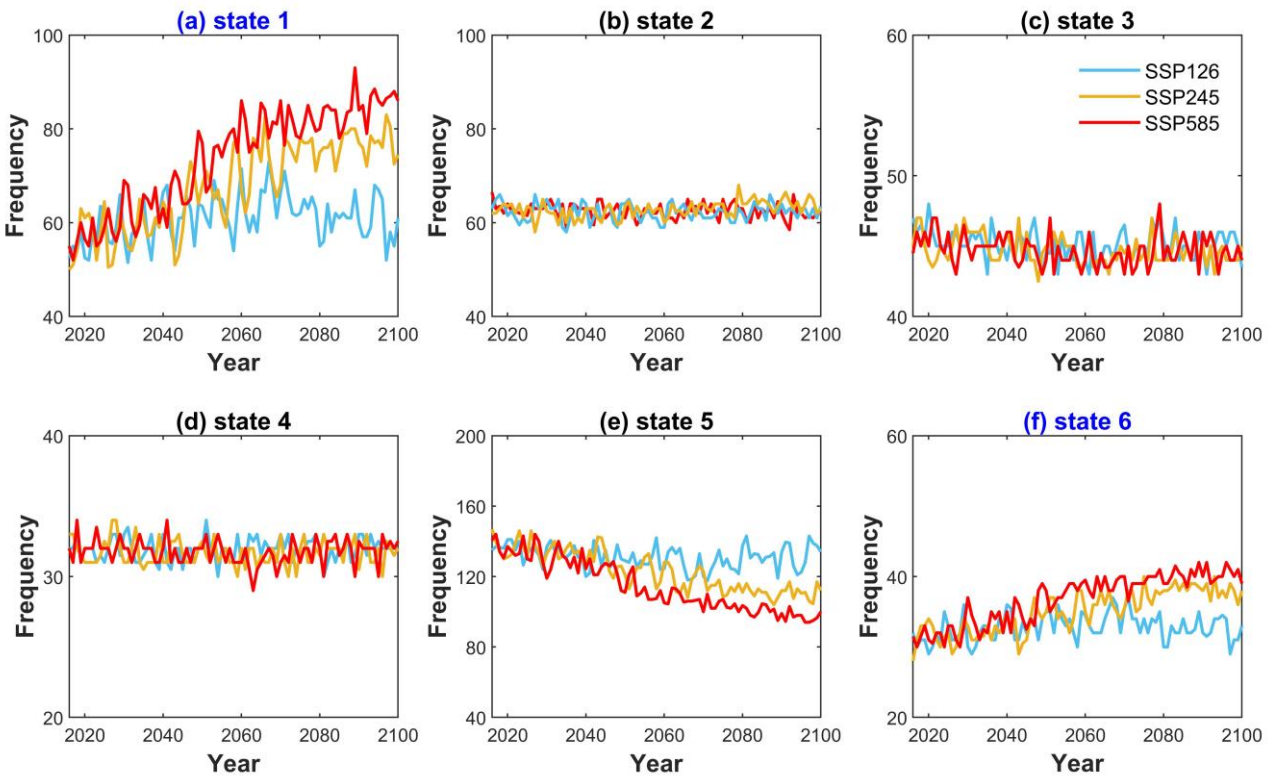 (a) state 1
100
80
60
40
Frequency
2020 2040 2060 2080 2100
Year
(b) state 2
100
80
60
40
Frequency
2020 2040 2060 2080 2100
Year
(c) state 3
60
50
40
Frequency
SSP126
SSP245
SSP585
2020 2040 2060 2080 2100
Year
(d) state 4
40
30
20
Frequency
2020 2040 2060 2080 2100
Year
(e) state 5
200
160
120
80
40
Frequency
2020 2040 2060 2080 2100
Year
(f) state 6
60
40
20
Frequency
2020 2040 2060 2080 2100
Year